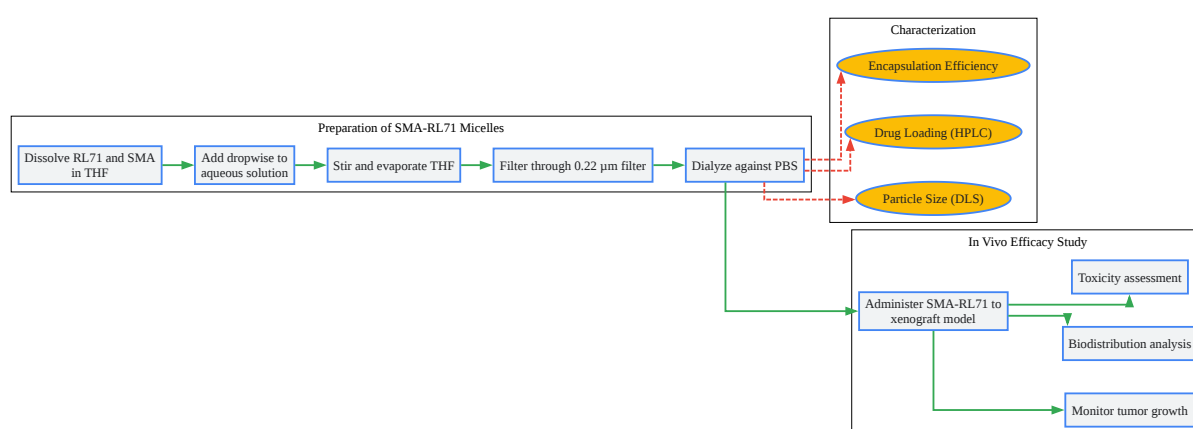 Characterization
Encapsulation Efficiency
Drug Loading (HPLC)
Particle Size (DLS)
Preparation of SMA-RL71 Micelles
Dissolve RL71 and SMA
in THF
Add dropwise to
aqueous solution
Stir and evaporate THF
Filter through 0.22 µm filter
Dialyze against PBS
In Vivo Efficacy Study
Administer SMA-RL71 to
xenograft model
Toxicity assessment
Biodistribution analysis
Monitor tumor growth